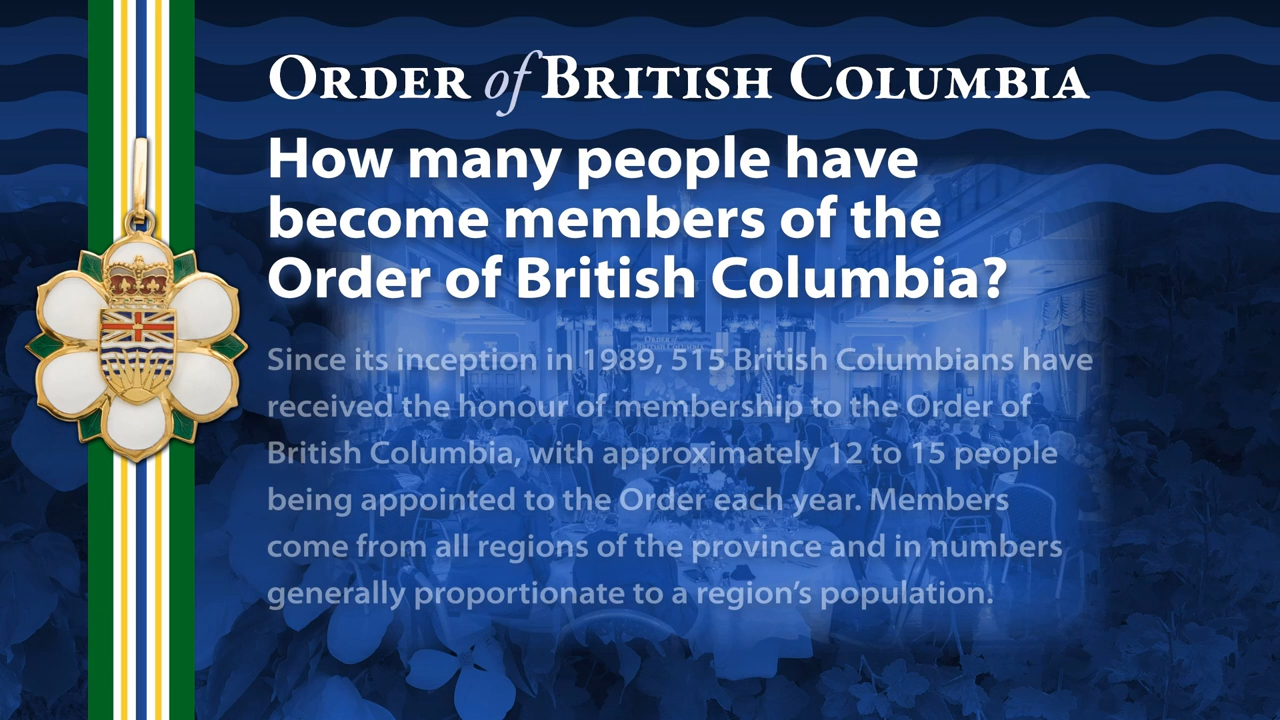 ORDER of BRITISH COLUMBIA
How many people have
become members of the
Order of British Columbia?
Since its inception in 1989, 515 British Columbians have
received the honour of membership to the Order of
British Columbia, with approximately 12 to 15 people
being appointed to the Order each year. Members
come from all regions of the province and in numbers
generally proportionate to a region’s population.